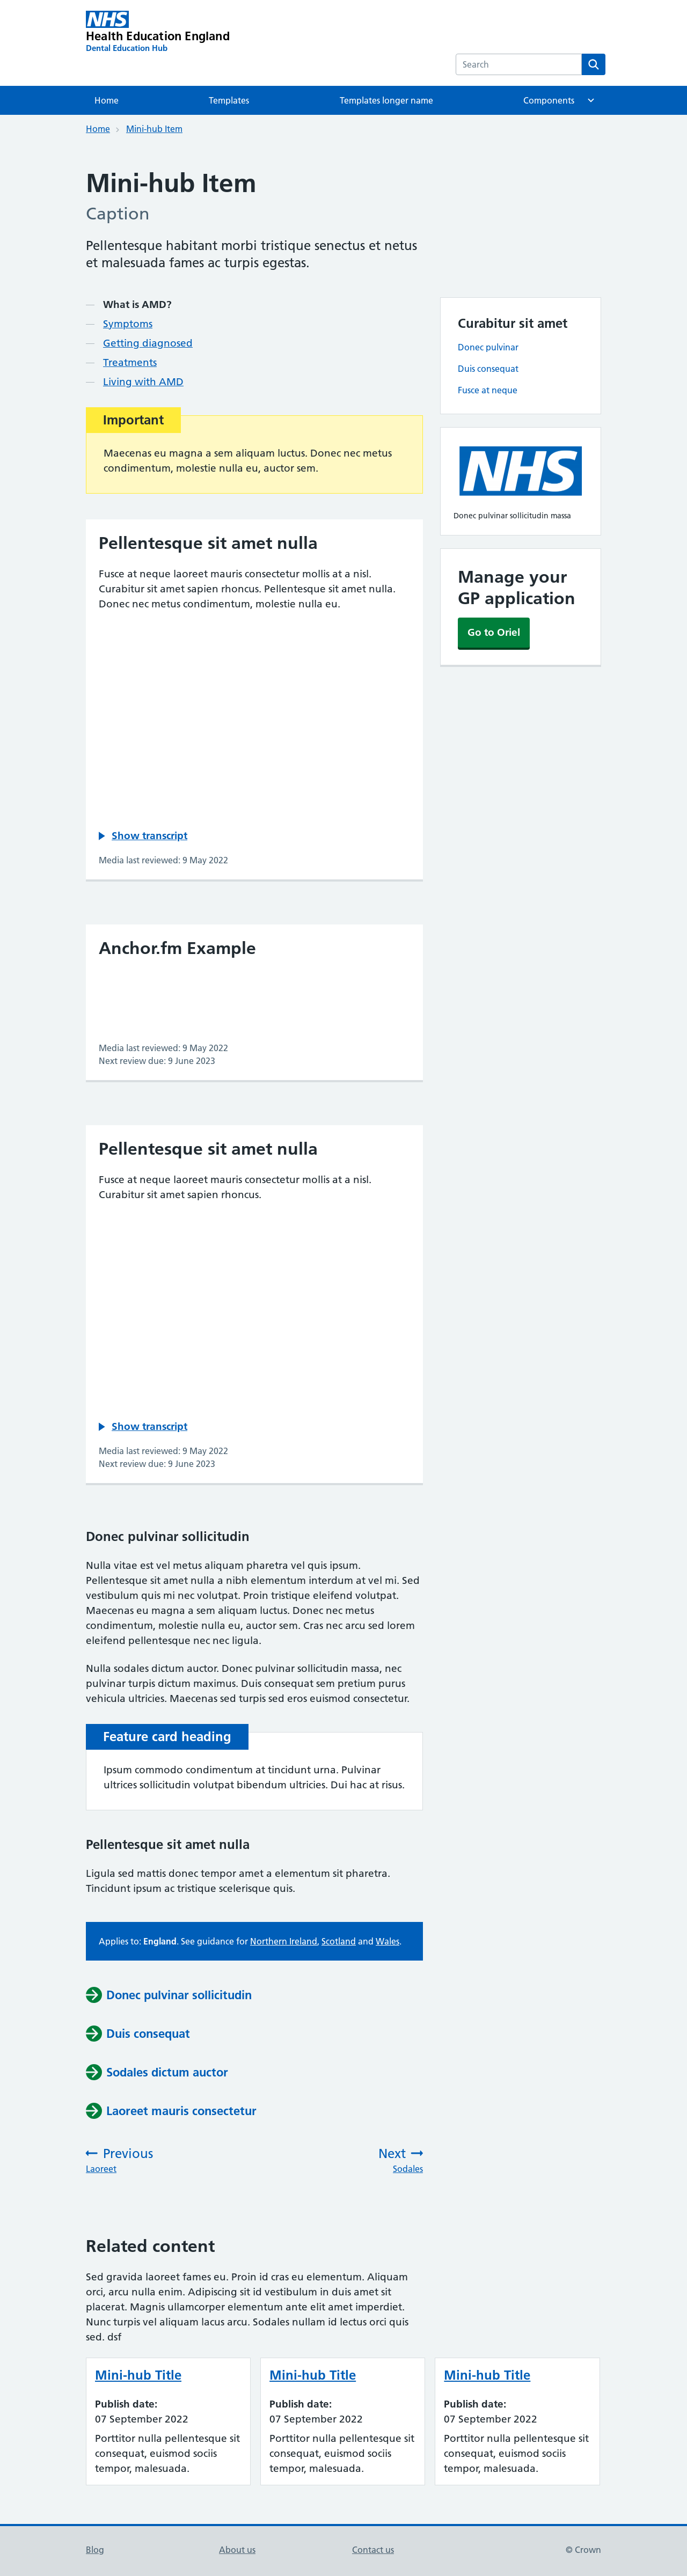 NHS
Health Education England
Dental Education Hub
Search
Home
Templates
Templates longer name
Components
Home
Mini-hub Item
Mini-hub Item
Caption
Pellentesque habitant morbi tristique senectus et netus
et malesuada fames ac turpis egestas.
— What is AMD?
— Symptoms
— Getting diagnosed
— Treatments
— Living with AMD
Important
Maecenas eu magna a sem aliquam luctus. Donec nec metus
condimentum, molestie nulla eu, auctor sem.
Pellentesque sit amet nulla
Fusce at neque laoreet mauris consectetur mollis at a nisl.
Curabitur sit amet sapien rhoncus. Pellentesque sit amet nulla.
Donec nec metus condimentum, molestie nulla eu.
Show transcript
Media last reviewed: 9 May 2022
Anchor.fm Example
Media last reviewed: 9 May 2022
Next review due: 9 June 2023
Pellentesque sit amet nulla
Fusce at neque laoreet mauris consectetur mollis at a nisl.
Curabitur sit amet sapien rhoncus.
Show transcript
Media last reviewed: 9 May 2022
Next review due: 9 June 2023
Donec pulvinar sollicitudin
Nulla vitae est vel metus aliquam pharetra vel quis ipsum.
Pellentesque sit amet nulla a nibh elementum interdum at vel mi. Sed
vestibulum quis mi nec volutpat. Proin tristique eleifend volutpat.
Maecenas eu magna a sem aliquam luctus. Donec nec metus
condimentum, molestie nulla eu, auctor sem. Cras nec arcu sed lorem
eleifend pellentesque nec nec ligula.
Nulla sodales dictum auctor. Donec pulvinar sollicitudin massa, nec
pulvinar turpis dictum maximus. Duis consequat sem pretium purus
vehicula ultricies. Maecenas sed turpis sed eros euismod consectetur.
Feature card heading
Ipsum commodo condimentum at tincidunt urna. Pulvinar
ultrices sollicitudin volutpat bibendum ultricies. Dui hac at risus.
Pellentesque sit amet nulla
Ligula sed mattis donec tempor amet a elementum sit pharetra.
Tincidunt ipsum ac tristique scelerisque quis.
Applies to: England. See guidance for Northern Ireland, Scotland and Wales.
Donec pulvinar sollicitudin
Duis consequat
Sodales dictum auctor
Laoreet mauris consectetur
Previous
Laoreet
Next
Sodales
Curabitur sit amet
Donec pulvinar
Duis consequat
Fusce at neque
NHS
Donec pulvinar sollicitudin massa
Manage your
GP application
Go to Oriel
Related content
Sed gravida laoreet fames eu. Proin id cras eu elementum. Aliquam
orci, arcu nulla enim. Adipiscing sit id vestibulum in duis amet sit
placerat. Magnis ullamcorper elementum ante elit amet imperdiet.
Nunc turpis vel aliquam lacus arcu. Sodales nullam id lectus orci quis
sed. dsf
Mini-hub Title
Publish date:
07 September 2022
Porttitor nulla pellentesque sit
consequat, euismod sociis
tempor, malesuada.
Mini-hub Title
Publish date:
07 September 2022
Porttitor nulla pellentesque sit
consequat, euismod sociis
tempor, malesuada.
Mini-hub Title
Publish date:
07 September 2022
Porttitor nulla pellentesque sit
consequat, euismod sociis
tempor, malesuada.
Blog
About us
Contact us
© Crown